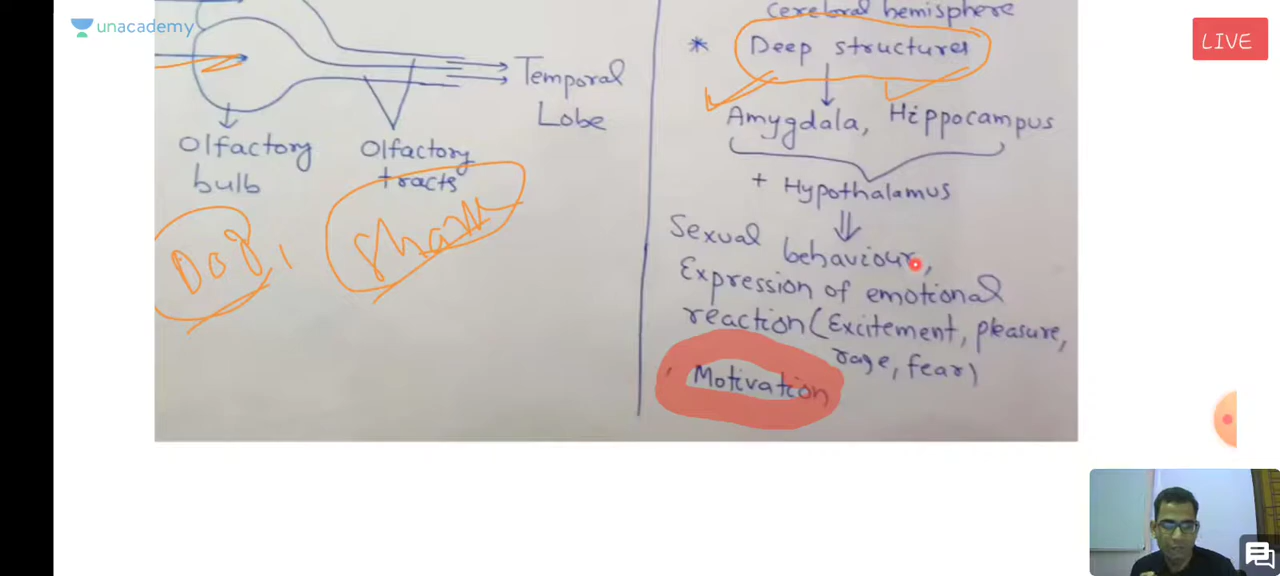 unacademy
LIVE
Temporal
Lobe
Olfactory
bulb
Olfactory
tracts
Dog,
Shark
Cerebral hemisphere
* Deep structures
Amygdala, Hippocampus
+ Hypothalamus
Sexual behaviour,
Expression of emotional
reaction (Excitement, pleasure,
rage, fear)
Motivation